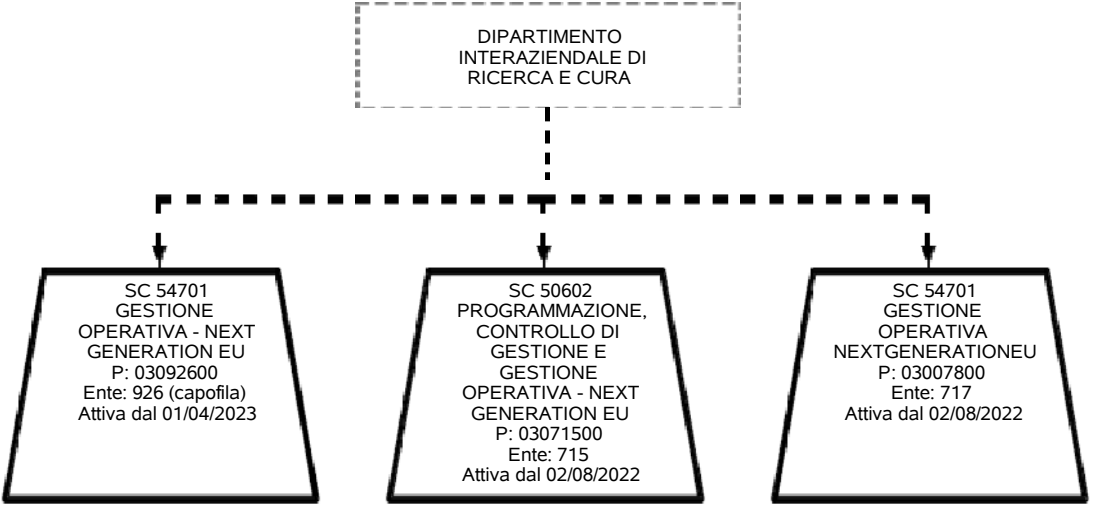 DIPARTIMENTO
INTERAZIENDALE DI
RICERCA E CURA
SC 54701
GESTIONE
OPERATIVA - NEXT
GENERATION EU
P: 03092600
Ente: 926 (capofila)
Attiva dal 01/04/2023
SC 50602
PROGRAMMAZIONE,
CONTROLLO DI
GESTIONE E
GESTIONE
OPERATIVA - NEXT
GENERATION EU
P: 03071500
Ente: 715
Attiva dal 02/08/2022
SC 54701
GESTIONE
OPERATIVA
NEXTGENERATIONEU
P: 03007800
Ente: 717
Attiva dal 02/08/2022